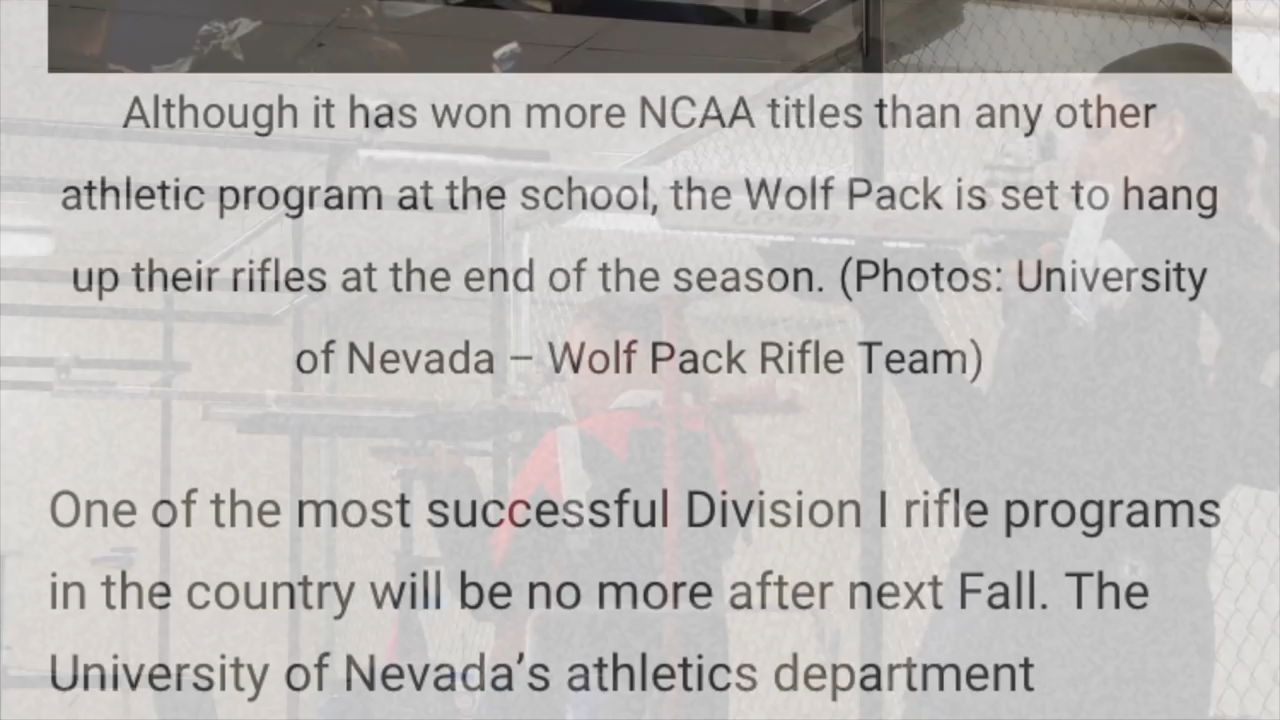 Although it has won more NCAA titles than any other
athletic program at the school, the Wolf Pack is set to hang
up their rifles at the end of the season. (Photos: University
of Nevada – Wolf Pack Rifle Team)
One of the most successful Division I rifle programs
in the country will be no more after next Fall. The
University of Nevada’s athletics department